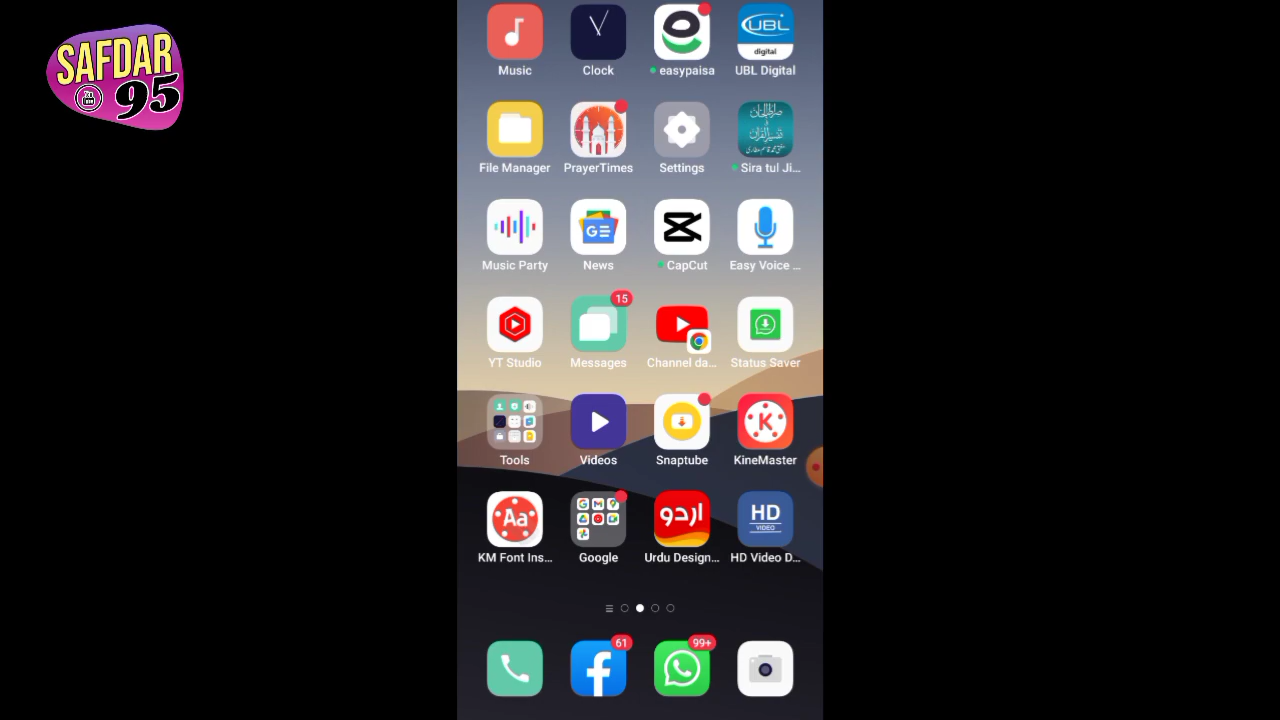 SAFDAR
95
UBL
digital
Music
Clock
easypaisa
UBL Digital
File Manager
PrayerTimes
Settings
Sira tul Ji...
Music Party
News
CapCut
Easy Voice ...
15
YT Studio
Messages
Channel da...
Status Saver
Tools
Videos
Snaptube
KineMaster
Aa
اردو
HD
VIDEO
KM Font Ins...
Google
Urdu Design...
HD Video D...
61
99+